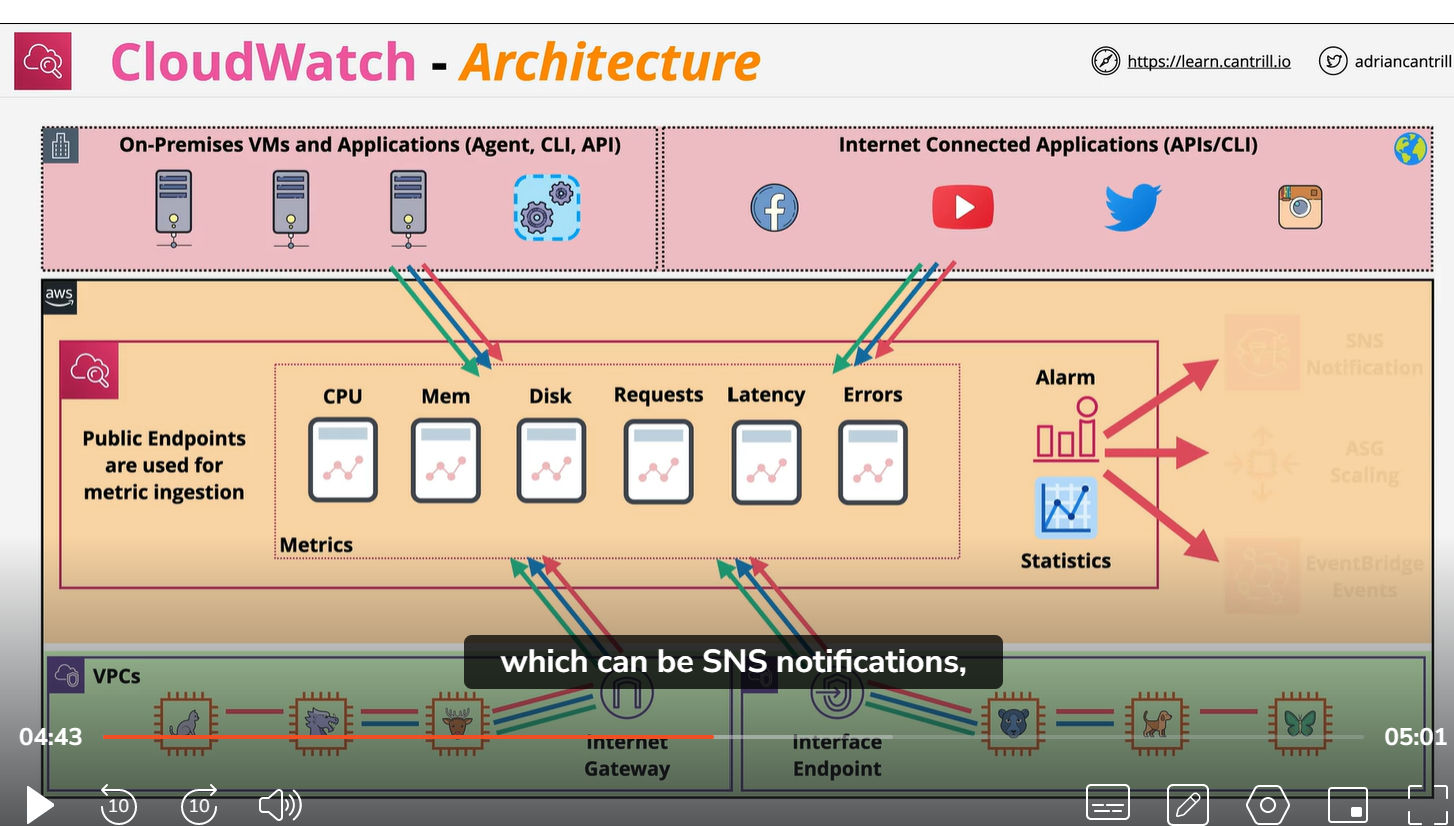 CloudWatch - Architecture
https://learn.cantrill.io
adriancantrill
On-Premises VMs and Applications (Agent, CLI, API)
Internet Connected Applications (APIs/CLI)
aws
SNS
Notification
CPU
Mem
Disk
Requests
Latency
Errors
Alarm
Public Endpoints
are used for
metric ingestion
ASG
Scaling
Metrics
Statistics
EventBridge
Events
which can be SNS notifications,
VPCs
04:43
05:01
Internet
Gateway
Interface
Endpoint
10
10